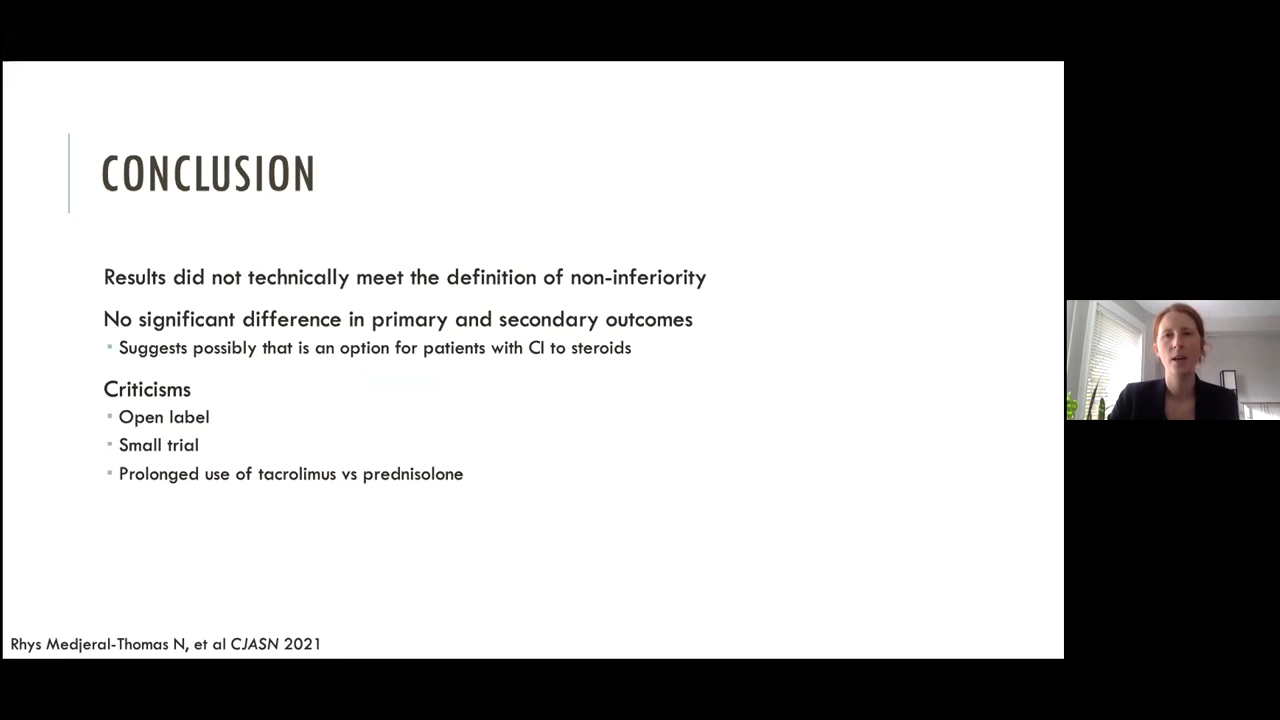 CONCLUSION
Results did not technically meet the definition of non-inferiority
No significant difference in primary and secondary outcomes
▪ Suggests possibly that is an option for patients with CI to steroids
Criticisms
▪ Open label
▪ Small trial
▪ Prolonged use of tacrolimus vs prednisolone
Rhys Medjeral-Thomas N, et al CJASN 2021